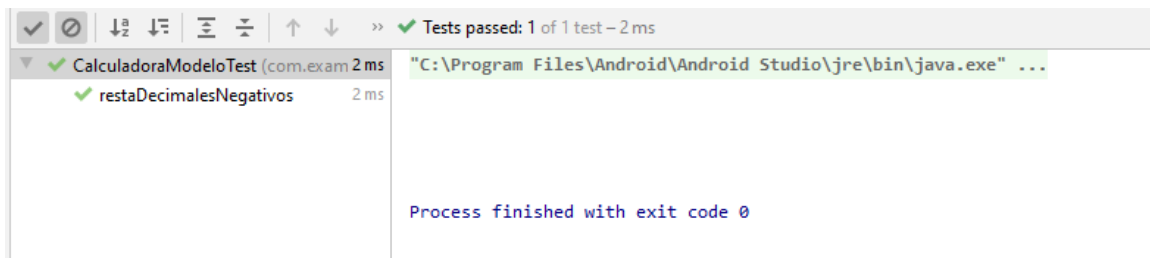 » Tests passed: 1 of 1 test – 2 ms
CalculadoraModeloTest (com.exam 2 ms
restaDecimalesNegativos 2 ms
"C:\Program Files\Android\Android Studio\jre\bin\java.exe" ...
Process finished with exit code 0